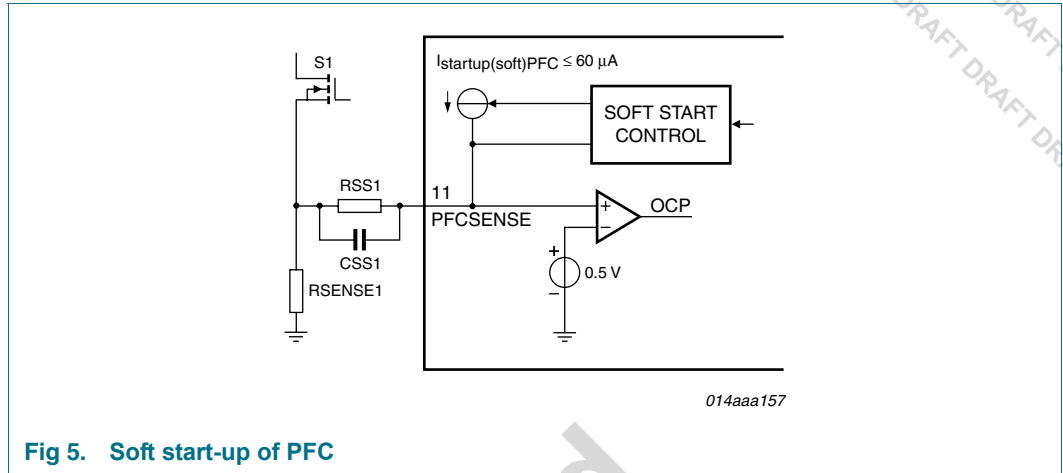 DRAFT DRAFT
DRAFT DRAFT DRA
S1
Istartup(soft)PFC ≤ 60 μA
SOFT START
CONTROL
RSS1
11
PFCSENSE
OCP
+
−
CSS1
+
0.5 V
−
RSENSE1
014aaa157
Fig 5. Soft start-up of PFC